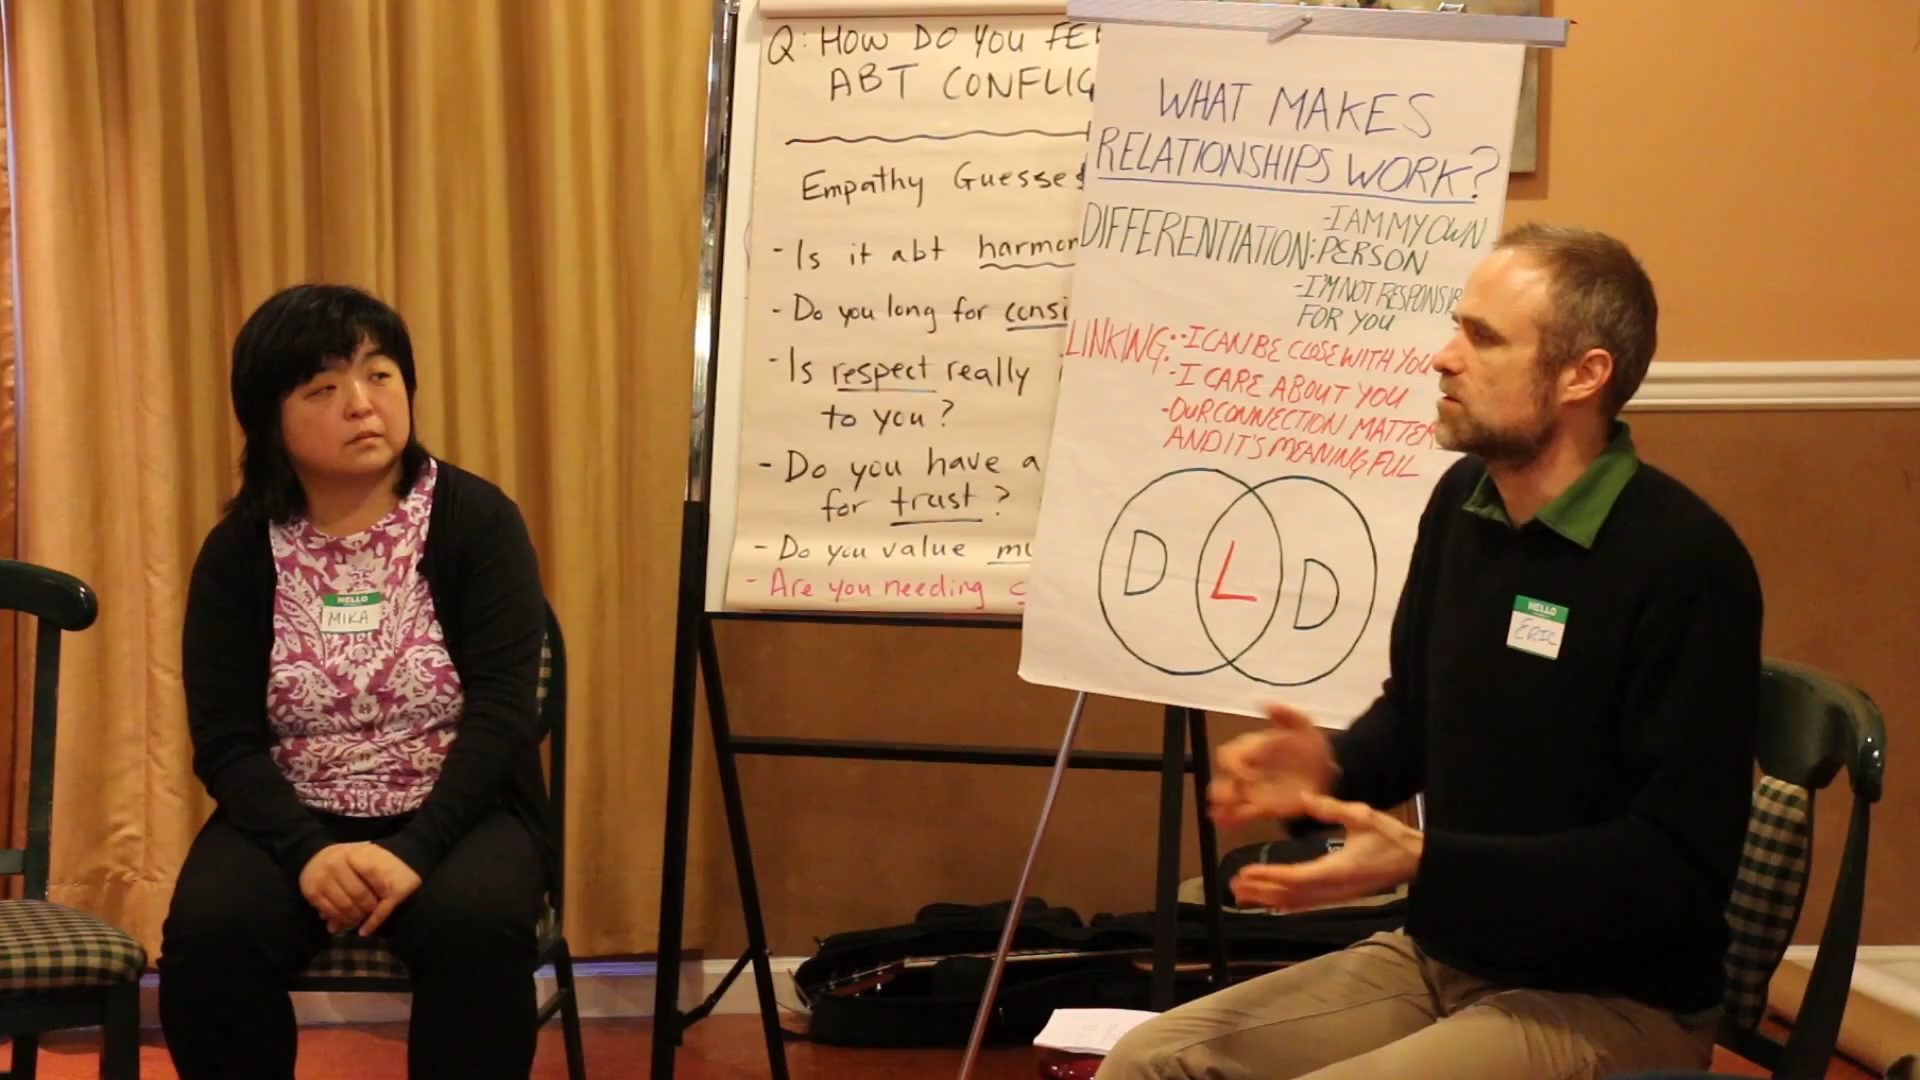 Q: HOW DO YOU
ABT
Empathy Guesses
- Is it abt
- Do you long for
- Is respect really
to you?
- Do you have a
for trust?
- Do you value
- Are you needing
WHAT MAKES
RELATIONSHIPS WORK?
DIFFERENTIATION: - I AM MY OWN
PERSON
- I'M NOT
FOR YOU
LINKING: - I CAN BE CLOSE WITH YOU
- I CARE ABOUT YOU
- OUR CONNECTION
AND IT'S MEANINGFUL
D L D
HELLO
MIKA
HELLO
ERIC